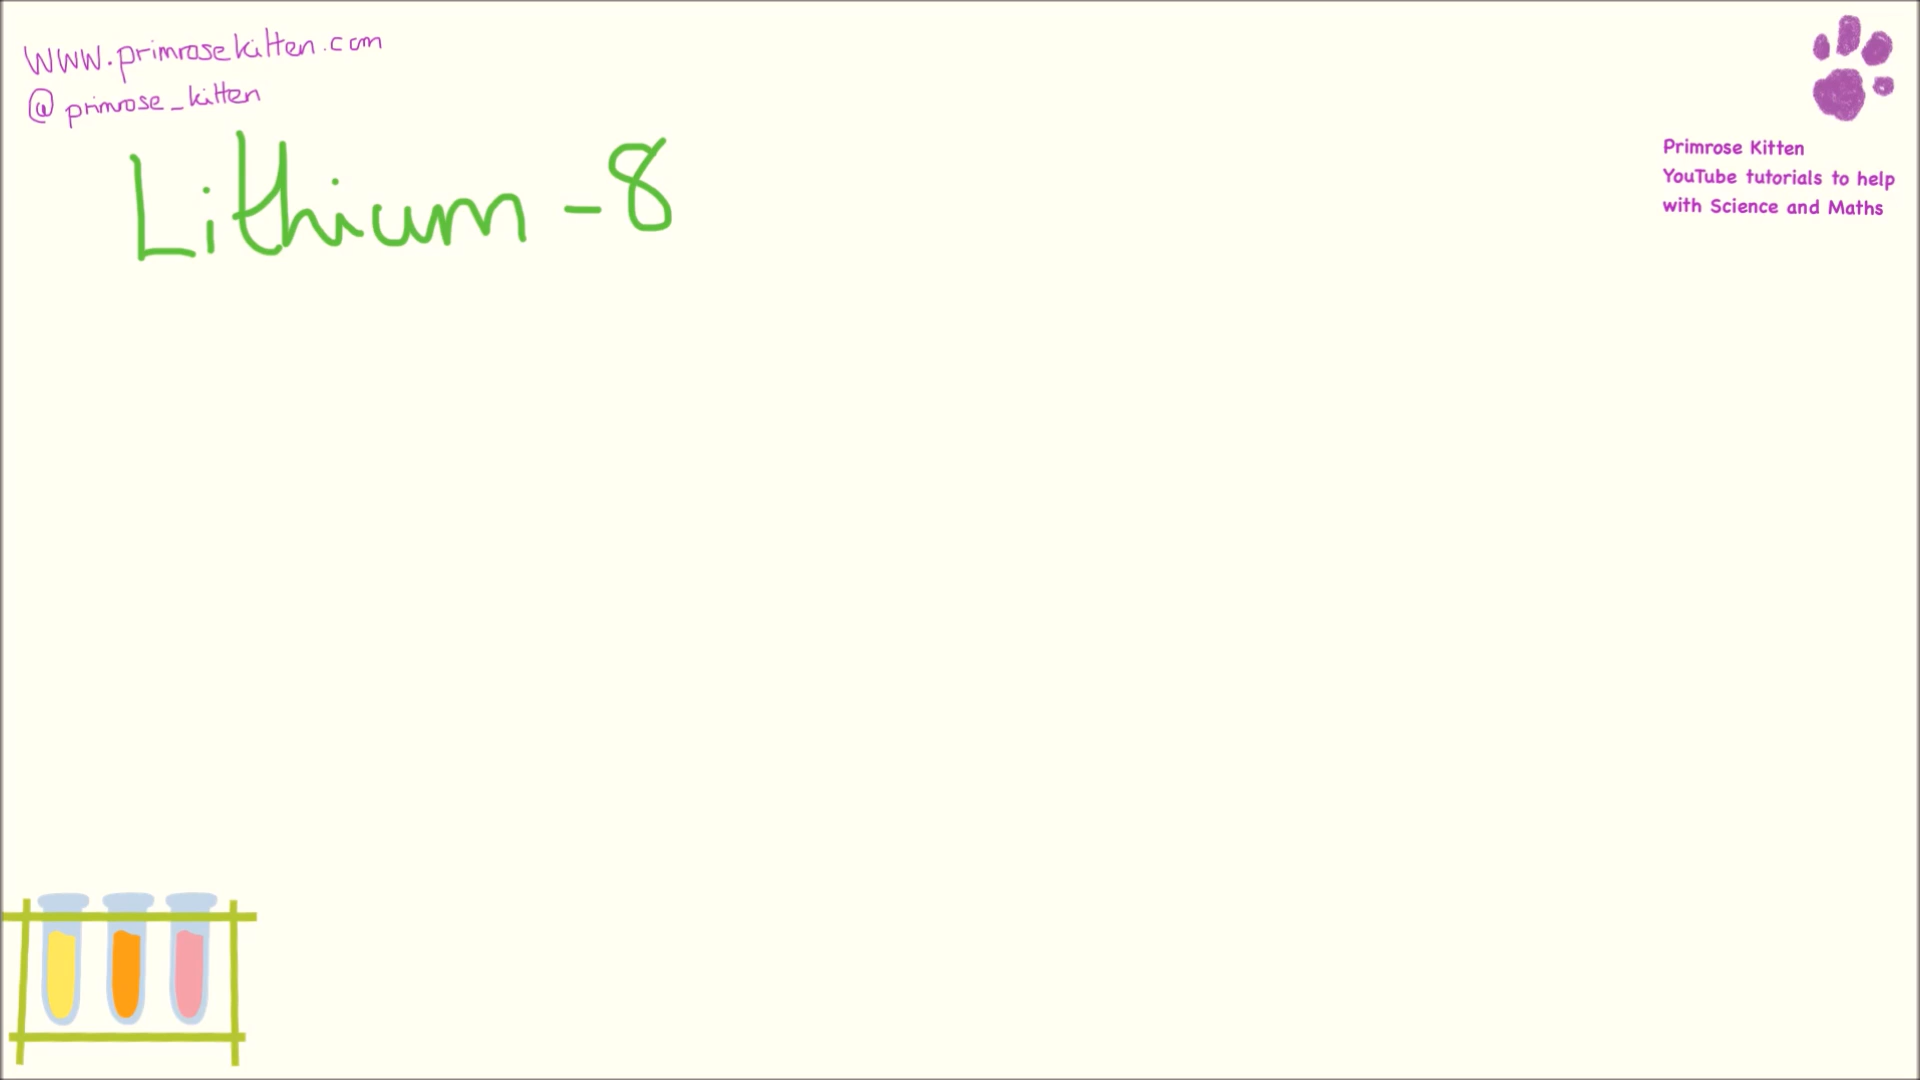 www.primrosekitten.com
@primrose_kitten
Lithium-8
Primrose Kitten
YouTube tutorials to help
with Science and Maths